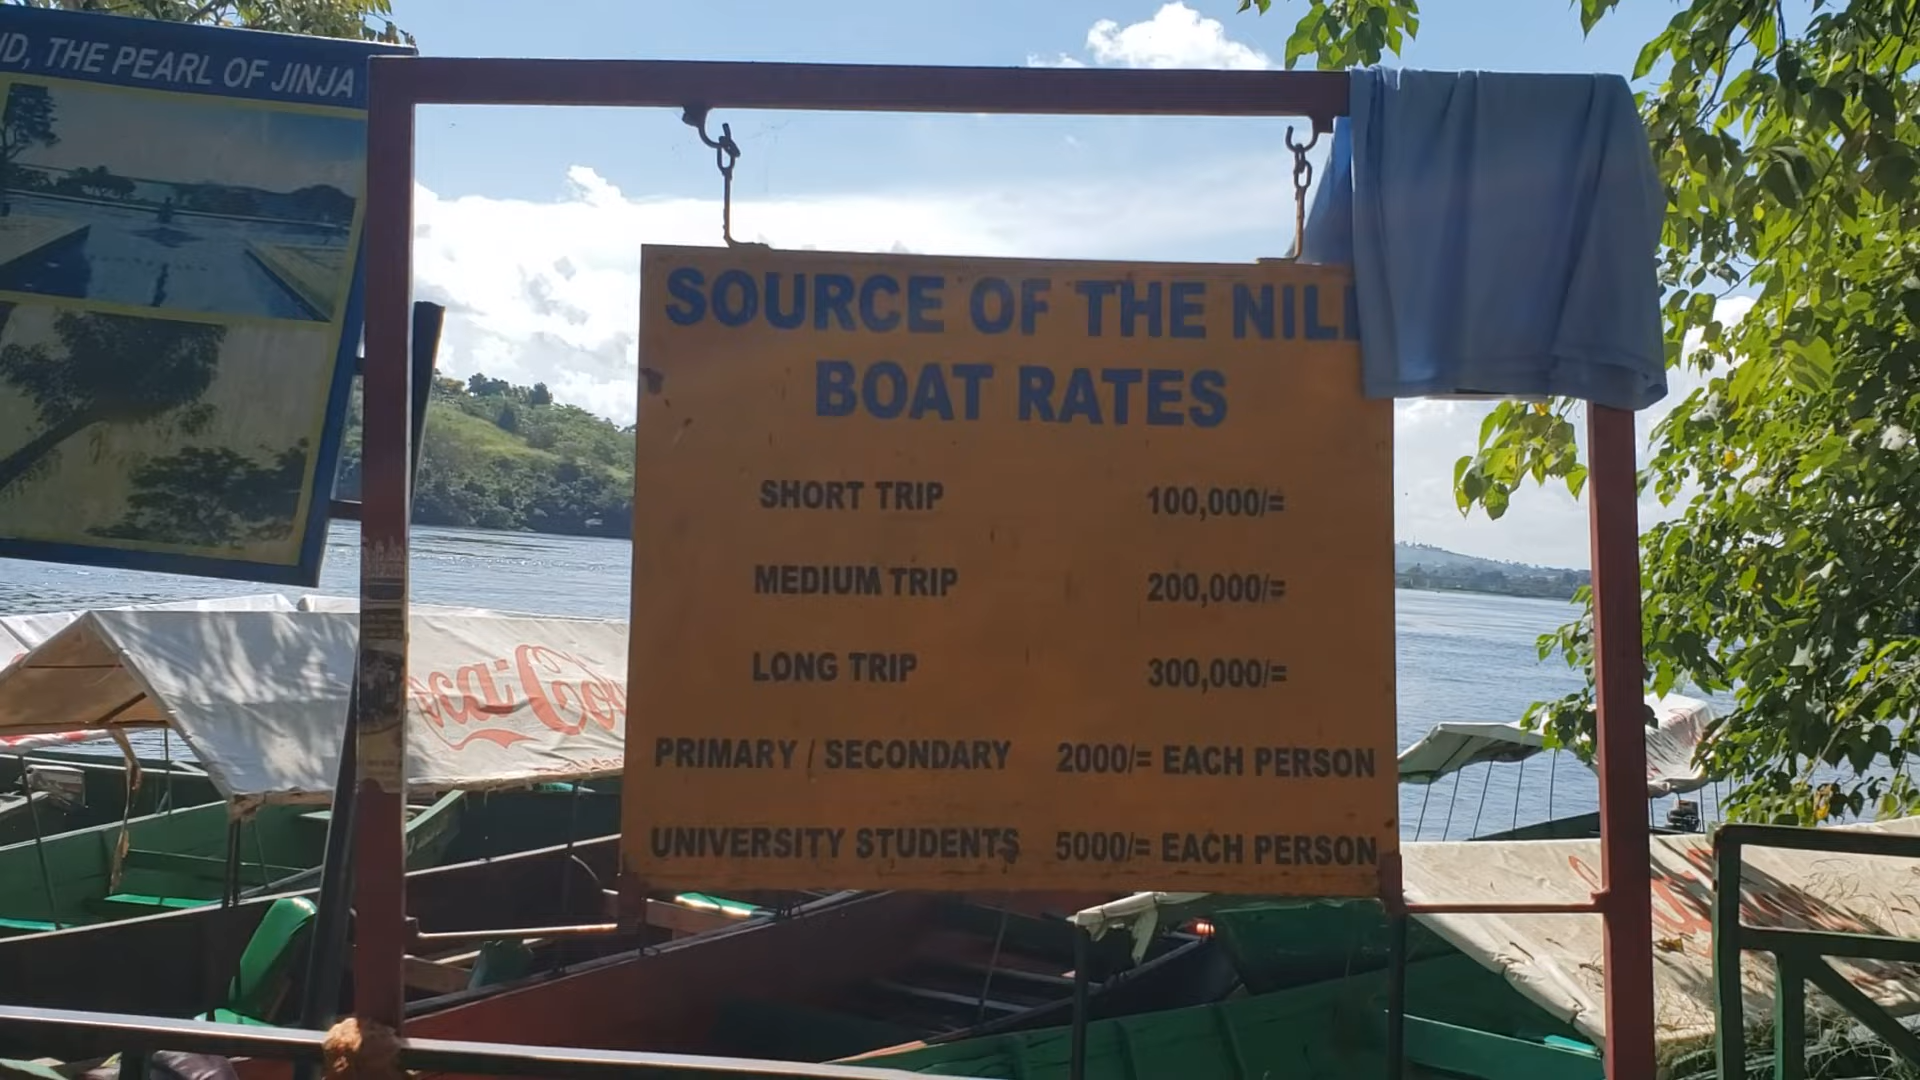 D, THE PEARL OF JINJA
SOURCE OF THE NIL
BOAT RATES
SHORT TRIP 100,000/=
MEDIUM TRIP 200,000/=
LONG TRIP 300,000/=
PRIMARY / SECONDARY 2000/= EACH PERSON
UNIVERSITY STUDENTS 5000/= EACH PERSON